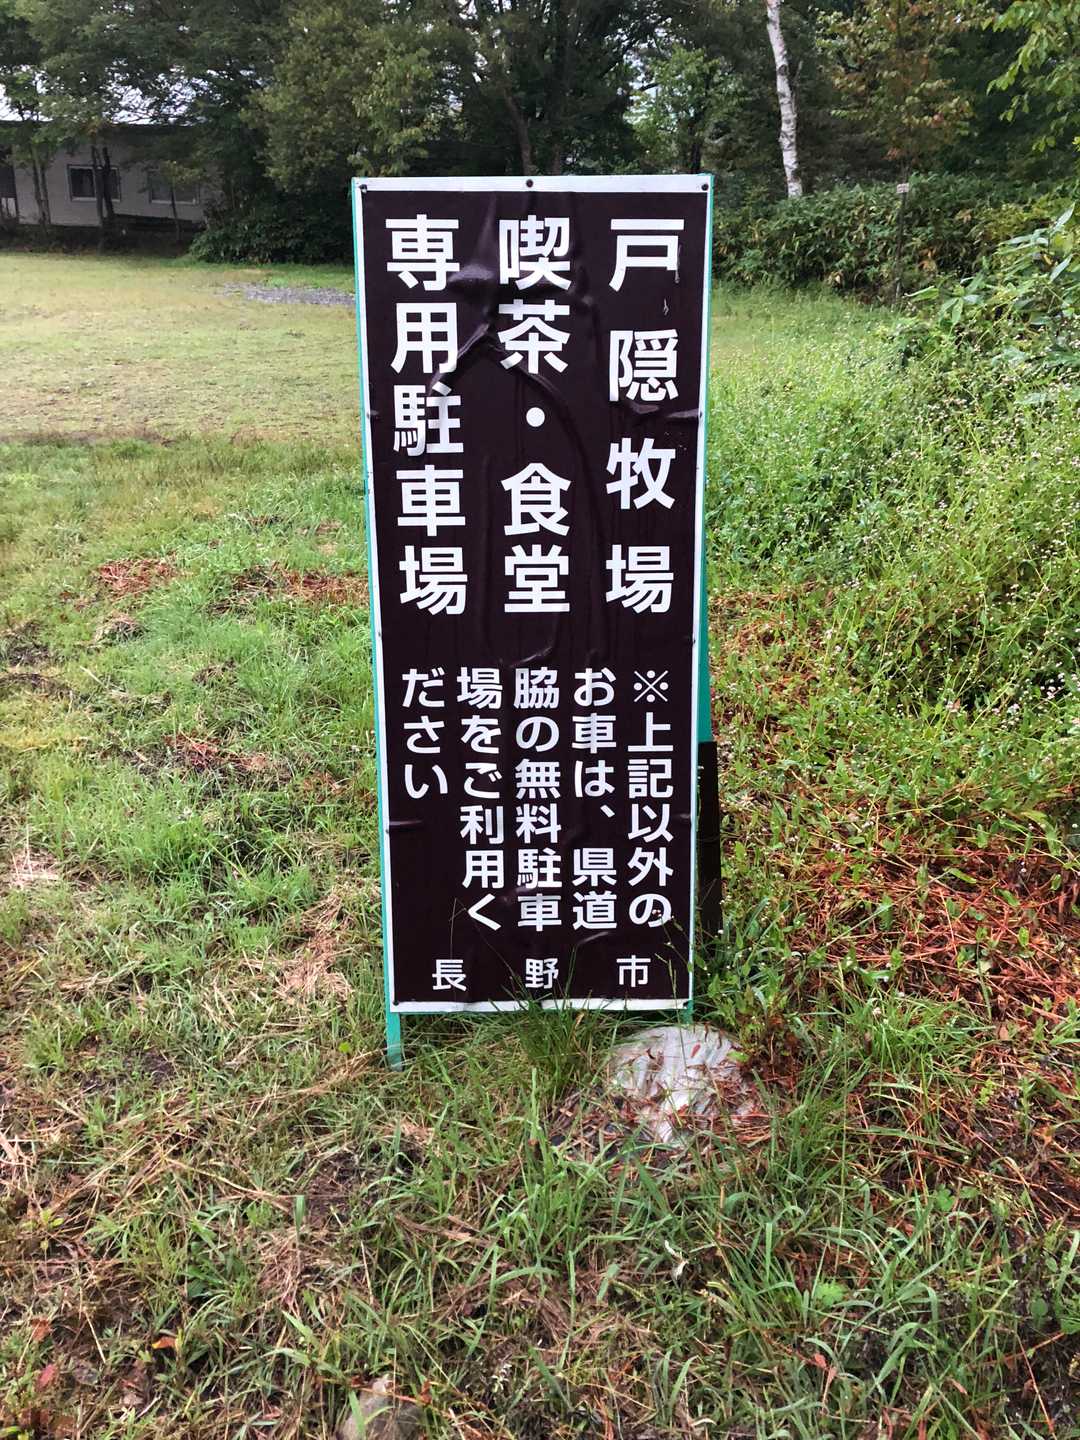 戸隠牧場
喫茶・食堂
専用駐車場
※上記以外の
お車は、県道
脇の無料駐車
場をご利用く
ださい
長野市